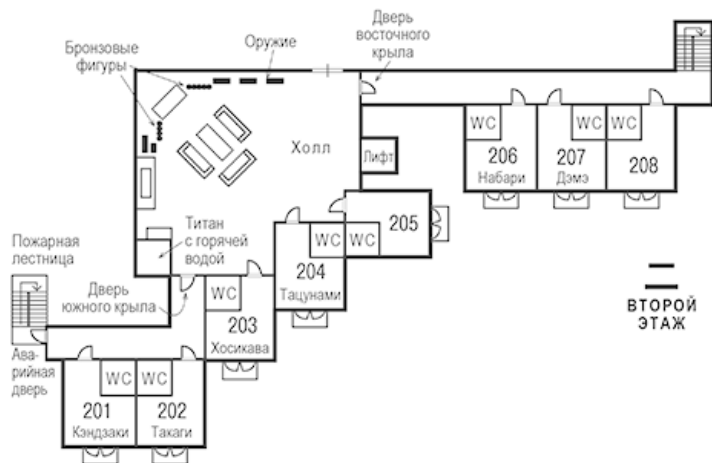 Бронзовые
фигуры
Оружие
Дверь
восточного
крыла
Холл
Лифт
WC
206
Набари
WC
207
Дэмэ
WC
208
205
WC
WC
204
Тацунами
Титан
с горячей
водой
Пожарная
лестница
Дверь
южного крыла
WC
203
Хосикава
Ава-
рийная
дверь
WC
201
Кэндзаки
WC
202
Такаги
ВТОРОЙ
ЭТАЖ